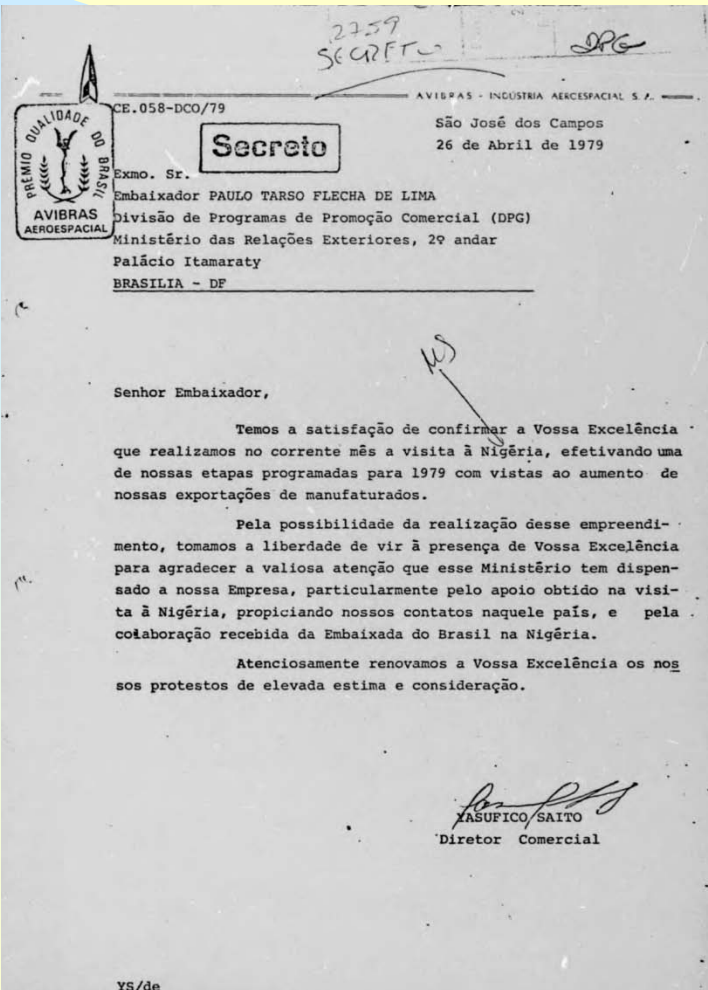 2759
SECRETO
DPG
AVIBRAS - INDÚSTRIA AEROESPACIAL S.A.
CE.058-DCO/79
São José dos Campos
26 de Abril de 1979
PREMIO QUALIDADE DO BRASIL
AVIBRAS
AEROESPACIAL
Secreto
Exmo. Sr.
Embaixador PAULO TARSO FLECHA DE LIMA
Divisão de Programas de Promoção Comercial (DPG)
Ministério das Relações Exteriores, 2º andar
Palácio Itamaraty
BRASILIA - DF
Senhor Embaixador,
Temos a satisfação de confirmar a Vossa Excelência
que realizamos no corrente mês a visita à Nigéria, efetivando uma
de nossas etapas programadas para 1979 com vistas ao aumento de
nossas exportações de manufaturados.
Pela possibilidade da realização desse empreendi-
mento, tomamos a liberdade de vir à presença de Vossa Excelência
para agradecer a valiosa atenção que esse Ministério tem dispen-
sado a nossa Empresa, particularmente pelo apoio obtido na visi-
ta à Nigéria, propiciando nossos contatos naquele país, e pela
colaboração recebida da Embaixada do Brasil na Nigéria.
Atenciosamente renovamos a Vossa Excelência os nos
sos protestos de elevada estima e consideração.
YASUFICO SAITO
Diretor Comercial
YS/de